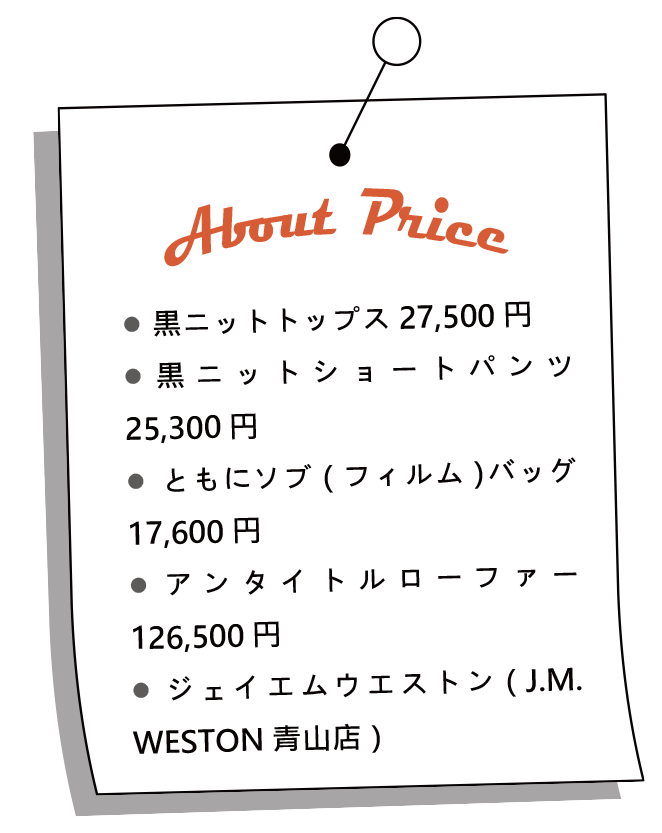 About Price
● 黒ニットトップス 27,500 円
● 黒ニットショートパンツ
25,300 円
● ともにソブ ( フィルム )バッグ
17,600 円
● アンタイトルローファー
126,500 円
● ジェイエムウエストン ( J.M.
WESTON 青山店 )